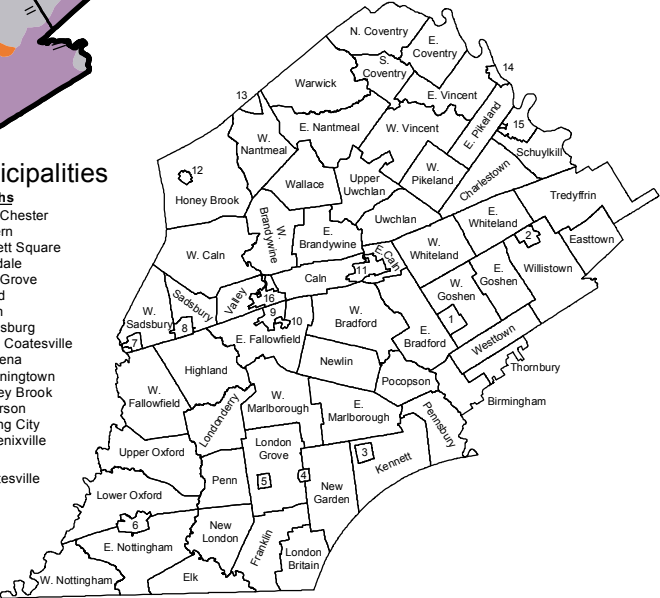 icipalities
hs
Chester
ern
ett Square
dale
Grove
d
n
sburg
Coatesville
ena
ningtown
ey Brook
erson
ng City
enixville
tesville
N. Coventry
E. Coventry
S. Coventry
14
Warwick
E. Vincent
13
E. Pikeland
15
E. Nantmeal
W. Vincent
W. Nantmeal
Schuylkill
12
Honey Brook
Wallace
Upper Uwchlan
W. Pikeland
Charlestown
Tredyffrin
W. Brandywine
E. Brandywine
Uwchlan
E. Whiteland
2
Easttown
W. Caln
E. Caln
W. Whiteland
Willistown
Caln
11
W. Goshen
E. Goshen
Sadsbury
Valley
16
W. Sadsbury
8
9
10
W. Bradford
1
7
E. Fallowfield
E. Bradford
Westtown
Newlin
Thornbury
Highland
Pocopson
Birmingham
W. Fallowfield
Londonderry
W. Marlborough
E. Marlborough
Pennsbury
Upper Oxford
London Grove
3
Kennett
Penn
5
4
Lower Oxford
New Garden
6
E. Nottingham
New London
Franklin
London Britain
W. Nottingham
Elk